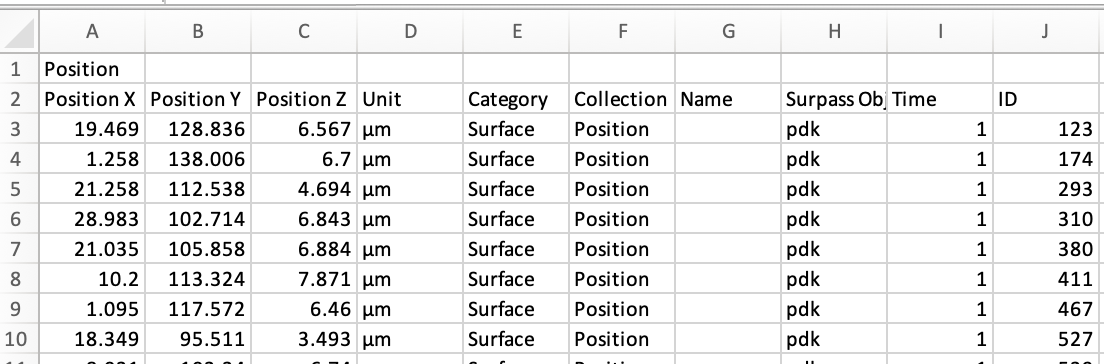 A B C D E F G H I J
1 Position
2 Position X Position Y Position Z Unit Category Collection Name Surpass Obj Time ID
3 19.469 128.836 6.567 µm Surface Position pdk 1 123
4 1.258 138.006 6.7 µm Surface Position pdk 1 174
5 21.258 112.538 4.694 µm Surface Position pdk 1 293
6 28.983 102.714 6.843 µm Surface Position pdk 1 310
7 21.035 105.858 6.884 µm Surface Position pdk 1 380
8 10.2 113.324 7.871 µm Surface Position pdk 1 411
9 1.095 117.572 6.46 µm Surface Position pdk 1 467
10 18.349 95.511 3.493 µm Surface Position pdk 1 527